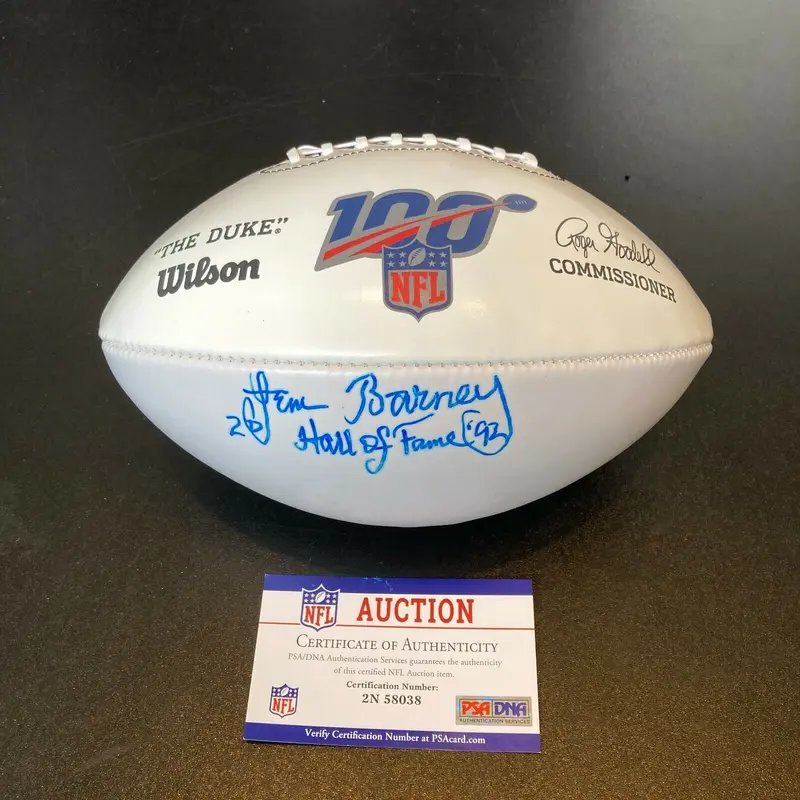 "THE DUKE"®
Wilson
100
NFL
Roger Goodell
COMMISSIONER
Lem Barney
20
Hall of Fame '92
NFL
AUCTION
CERTIFICATE OF AUTHENTICITY
PSA/DNA Authentication Services guarantees the authenticity
of this certified NFL Auction item.
Certification Number:
2N 58038
NFL
PSA DNA
AUTHENTICATION SERVICES
Verify Certification Number at PSAcard.com